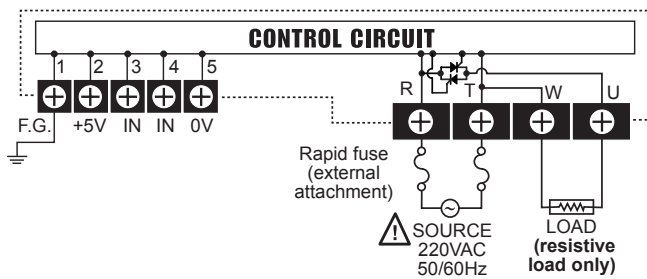 CONTROL CIRCUIT
1 2 3 4 5
R T W U
F.G. +5V IN IN 0V
Rapid fuse
(external
attachment)
SOURCE
220VAC
50/60Hz
LOAD
(resistive
load only)